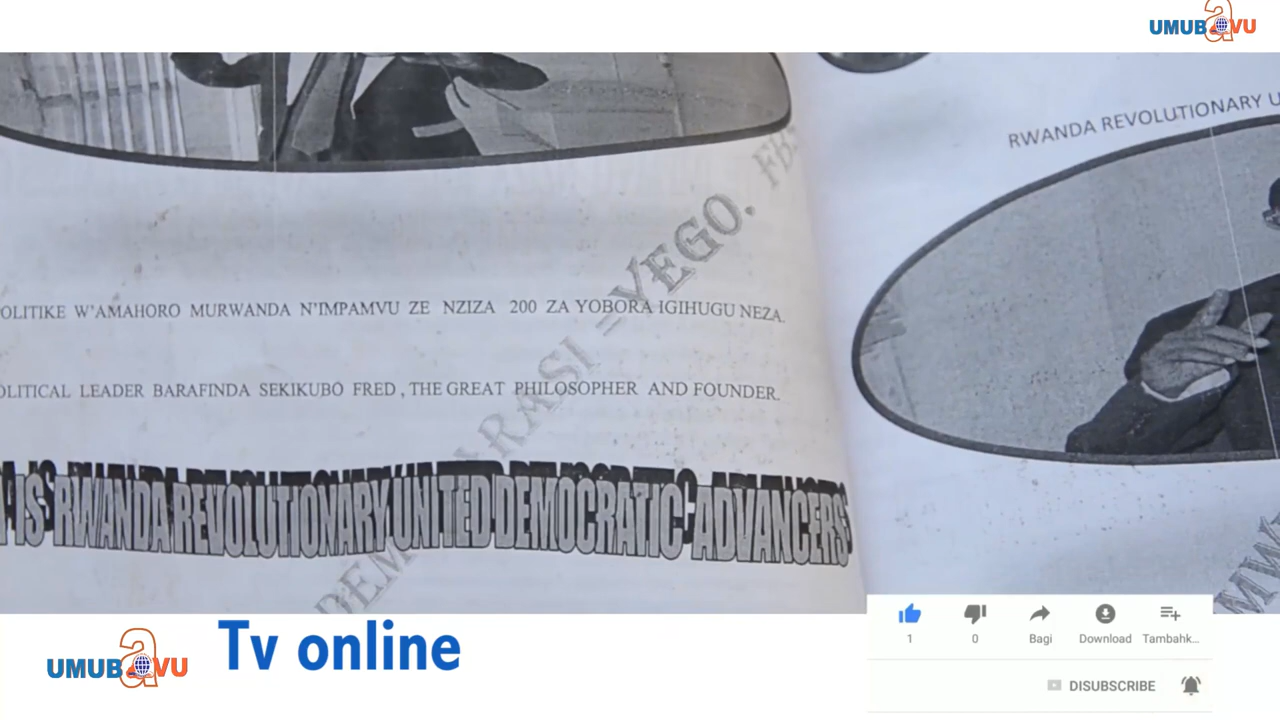 UMUBAVU
RWANDA REVOLUTIONARY
YEGO.
OLITIKE W'AMAHORO MURWANDA N'IMPAMVU ZE NZIZA 200 ZA YOBORA IGIHUGU NEZA.
OLITICAL LEADER BARAFINDA SEKIKUBO FRED , THE GREAT PHILOSOPHER AND FOUNDER.
IS RWANDA REVOLUTIONARY UNITED DEMOCRATIC ADVANCERS
UMUBAVU Tv online
1 0 Bagi Download Tambahk...
DISUBSCRIBE